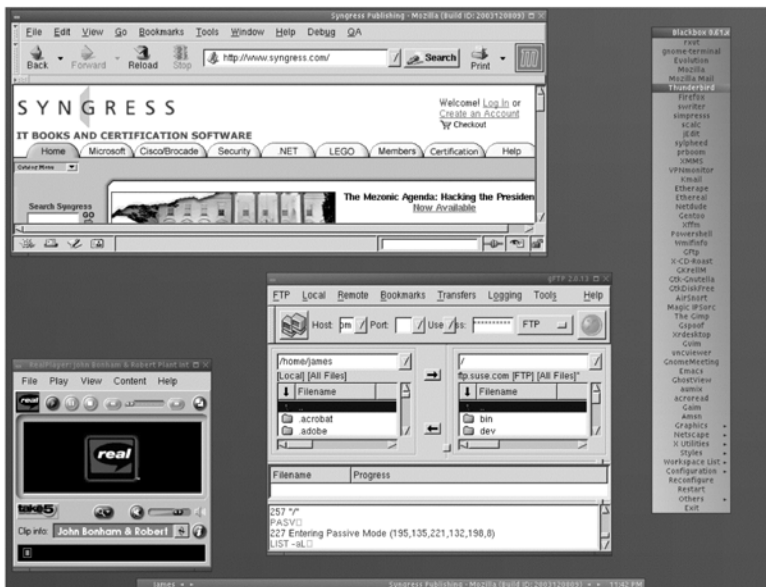 Syngress Publishing - Mozilla {Build ID: 2003120809}
File Edit View Go Bookmarks Tools Window Help Debug QA
Back Forward Reload Stop http://www.syngress.com/ Search Print
SYNGRESS
Welcome! Log In or
Create an Account
Checkout
IT BOOKS AND CERTIFICATION SOFTWARE
Home Microsoft Cisco/Brocade Security .NET LEGO Members Certification Help
Catalog Menu
Search Syngress
GO
The Mezonic Agenda: Hacking the Presiden
Now Available
gFTP 2.0.13
FTP Local Remote Bookmarks Transfers Logging Tools Help
Host: om Port: Use ss: ********** FTP
/home/james
[Local] [All Files]
Filename
..
.acrobat
.adobe
/
ftp.suse.com [FTP] [All Files]*
Filename
..
bin
dev
Filename Progress
257 "/"
PASV
227 Entering Passive Mode (195,135,221,132,198,8)
LIST -aL
RealPlayer: John Bonham & Robert Plant Int
File Play View Content Help
real
real
take5
Clip info: John Bonham & Robert
Blackbox 0.61
rxvt
gnome-terminal
Evolution
Mozilla
Mozilla Mail
Thunderbird
Firefox
swriter
simpress
scalc
jEdit
sylpheed
prboom
XMMS
VPNmonitor
Kmail
Etherape
Ethereal
Netdude
Gentoo
Xffm
Powershell
Wmifinfo
GFtp
X-CD-Roast
GKrellM
Gtk-Gnutella
GtkDiskFree
AirSnort
Magic IPSorc
The Gimp
Gspoof
Xrdesktop
Gvim
uncviewer
GnomeMeeting
Emacs
GhostView
aumix
acroread
Gaim
Amsn
Graphics
Netscape
X Utilities
Styles
Workspace List
Configuration
Reconfigure
Restart
Others
Exit
james Syngress Publishing - Mozilla {Build ID: 2003120809} 11:42 PM